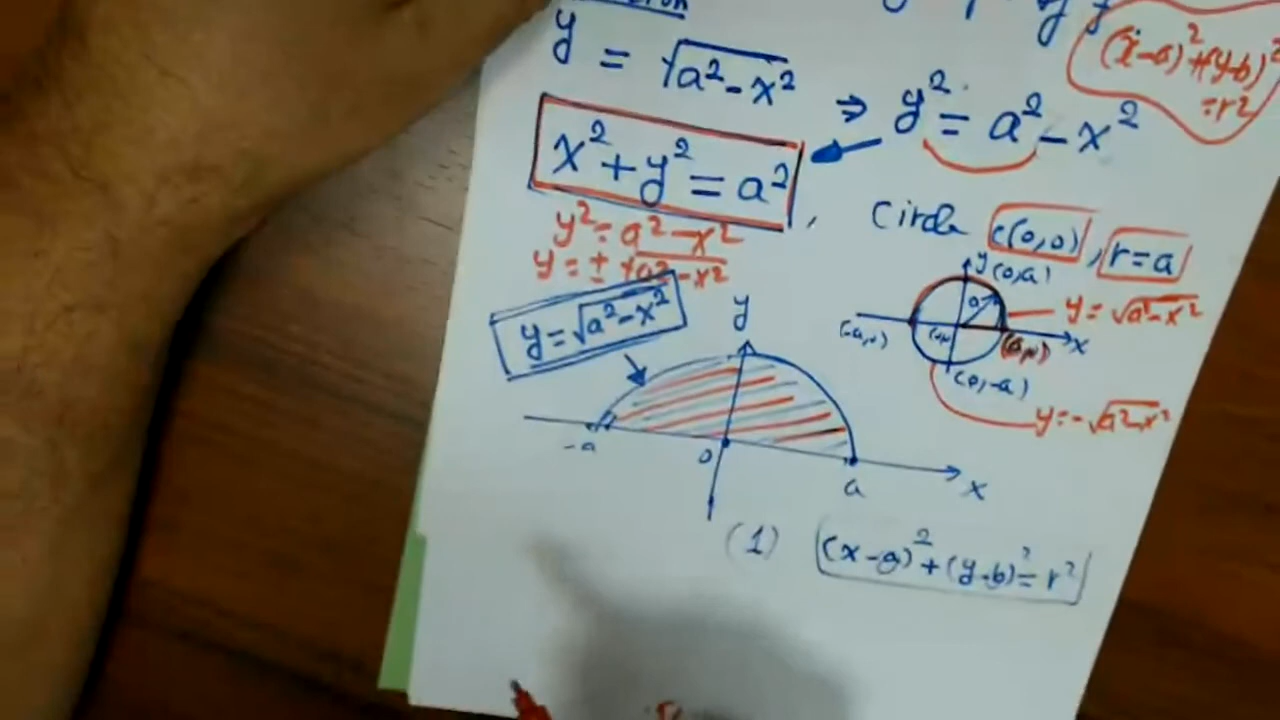 (x-a)²+(y-b)²
=r²
y = √a²-x² ⇒ y² = a²-x²
x²+y²=a², Circle c(0,0), r=a
y²=a²-x²
y=±√a²-x²
y=√a²-x²
y
-a
o
a
x
y
(0,a)
a
y=√a²-x²
x
(0,-a)
y=-√a²-x²
(1) (x-a)²+(y-b)²=r²